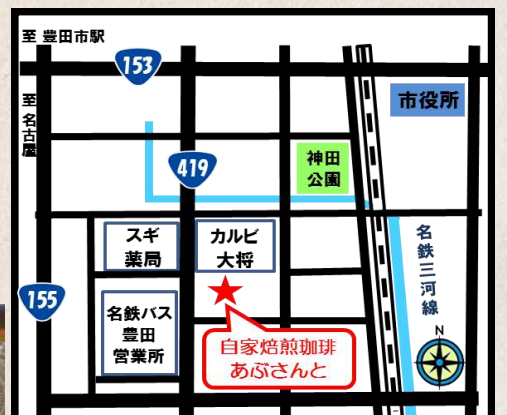 至 豊田市駅
153
至 名古屋
市役所
419
神田
公園
スギ
薬局
カルビ
大将
名鉄三河線
155
名鉄バス
豊田
営業所
N
自家焙煎珈琲
あぶさんと